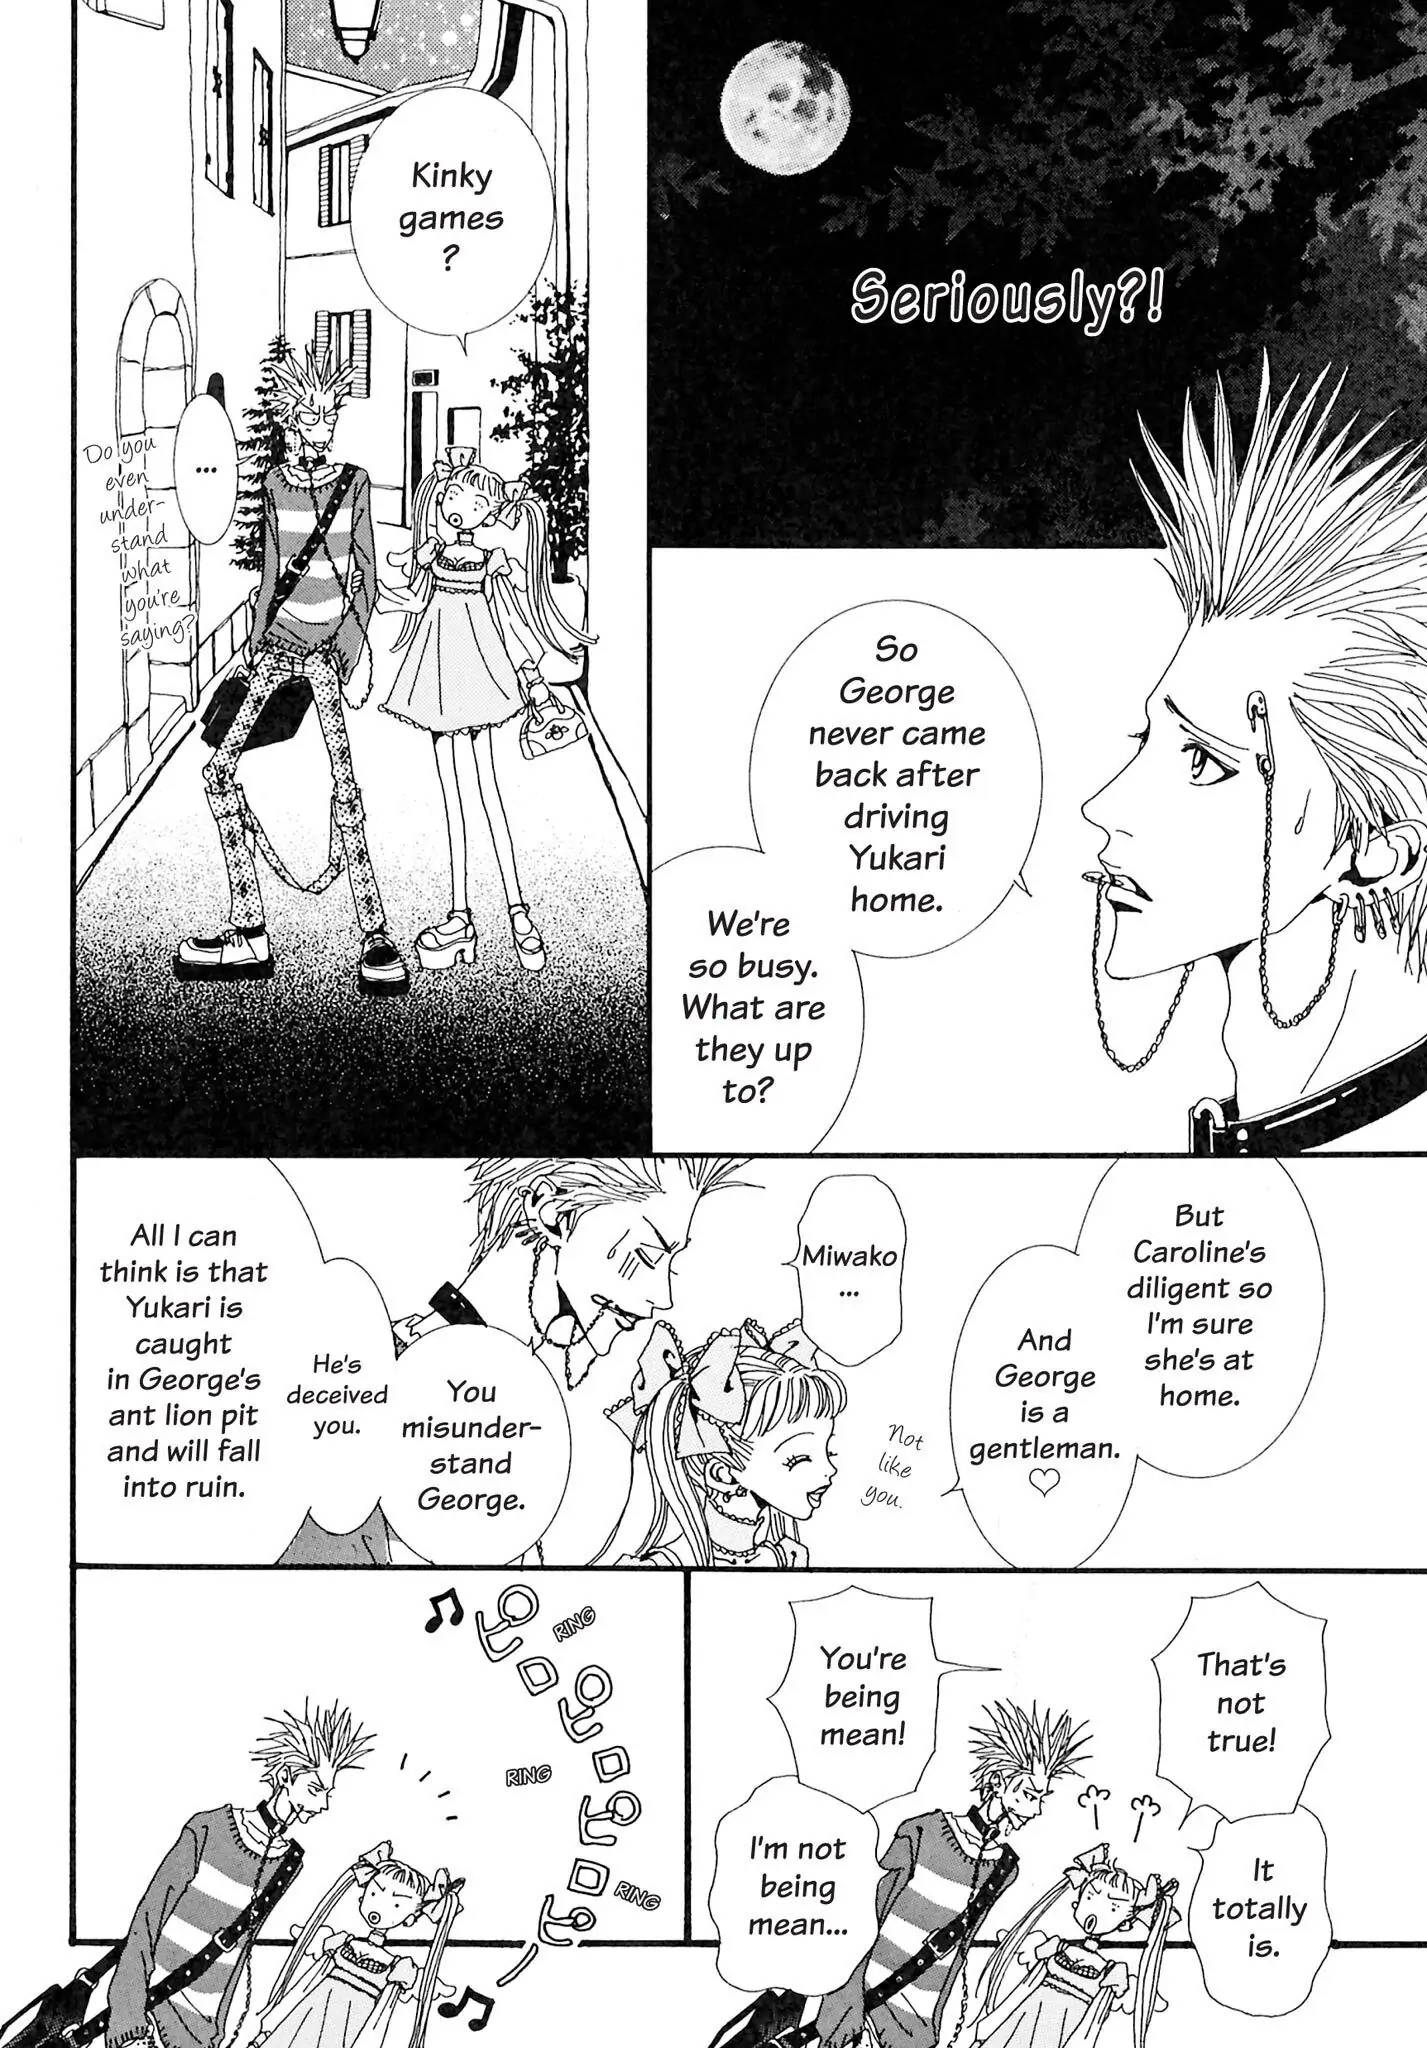 Seriously?!
So
George
never came
back after
driving
Yukari
home.
We're
so busy.
What are
they up
to?
Kinky
games
?
...
Do you
even
under-
stand
what
you're
saying?
But
Caroline's
diligent so
I'm sure
she's at
home.
And
George
is a
gentleman.
♡
Not
like
you.
Miwako
...
You
misunder-
stand
George.
He's
deceived
you.
All I can
think is that
Yukari is
caught
in George's
ant lion pit
and will fall
into ruin.
That's
not
true!
It
totally
is.
You're
being
mean!
I'm not
being
mean...
RING
RING
RING